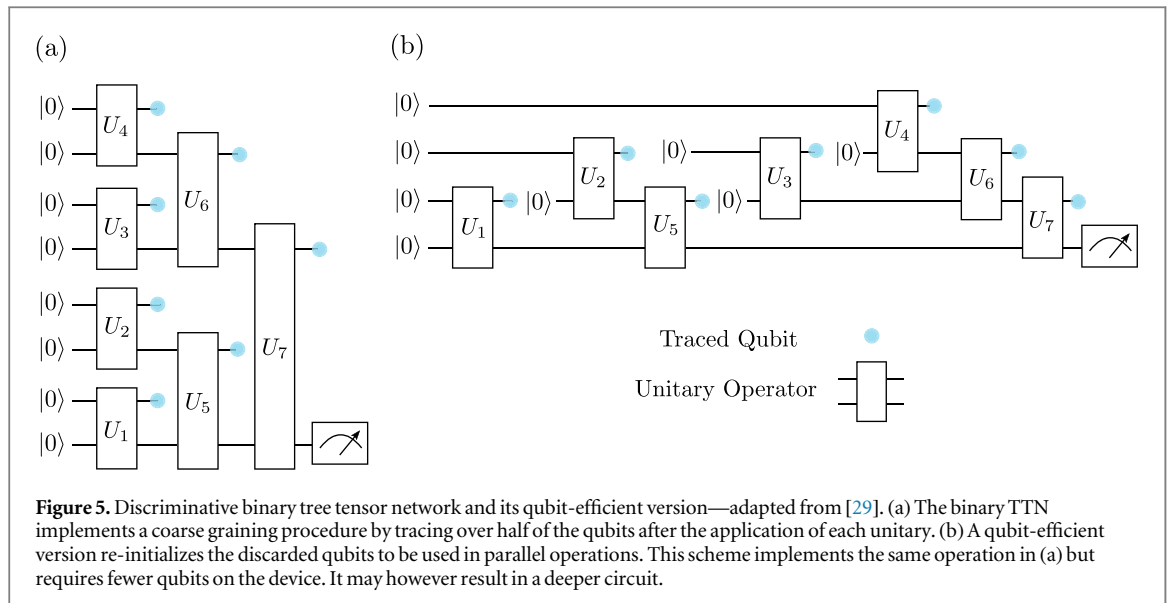 (a)
|0⟩
|0⟩
|0⟩
|0⟩
|0⟩
|0⟩
|0⟩
|0⟩
U4
U3
U2
U1
U6
U5
U7
(b)
|0⟩
|0⟩
|0⟩
|0⟩
U1
|0⟩
U2
U5
|0⟩
|0⟩
U3
|0⟩
U4
U6
U7
Traced Qubit
Unitary Operator
Figure 5. Discriminative binary tree tensor network and its qubit-efficient version—adapted from [29]. (a) The binary TTN
implements a coarse graining procedure by tracing over half of the qubits after the application of each unitary. (b) A qubit-efficient
version re-initializes the discarded qubits to be used in parallel operations. This scheme implements the same operation in (a) but
requires fewer qubits on the device. It may however result in a deeper circuit.